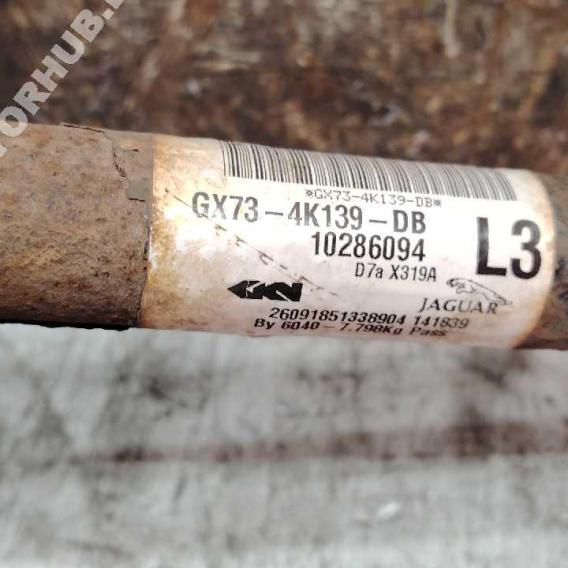 *GX73-4K139-DB*
GX73-4K139-DB
10286094
D7a X319A
L3
GKN
JAGUAR
26091851338904 141839
By 6040-7.798Kg Pass